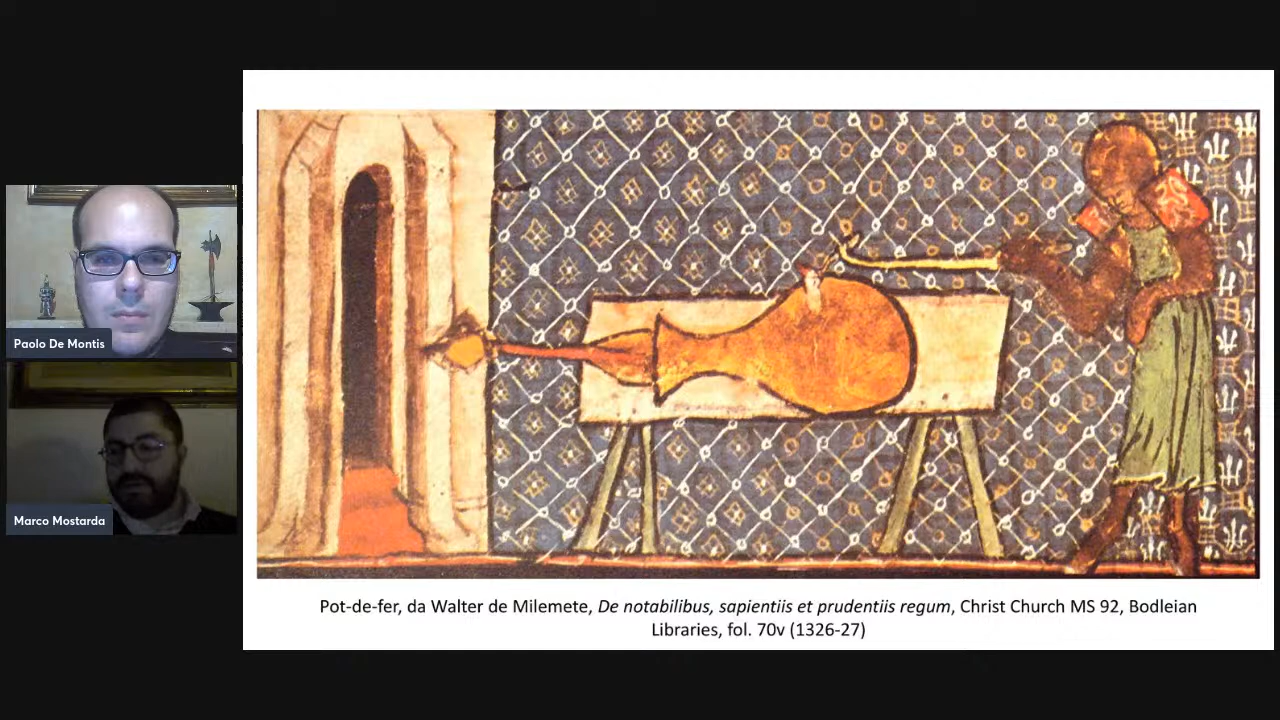 Paolo De Montis
Marco Mostarda
Pot-de-fer, da Walter de Milemete, De notabilibus, sapientiis et prudentiis regum, Christ Church MS 92, Bodleian
Libraries, fol. 70v (1326-27)